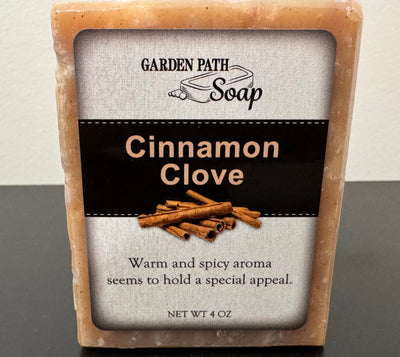 GARDEN PATH
Soap
Cinnamon
Clove
Warm and spicy aroma
seems to hold a special appeal.
NET WT 4 OZ